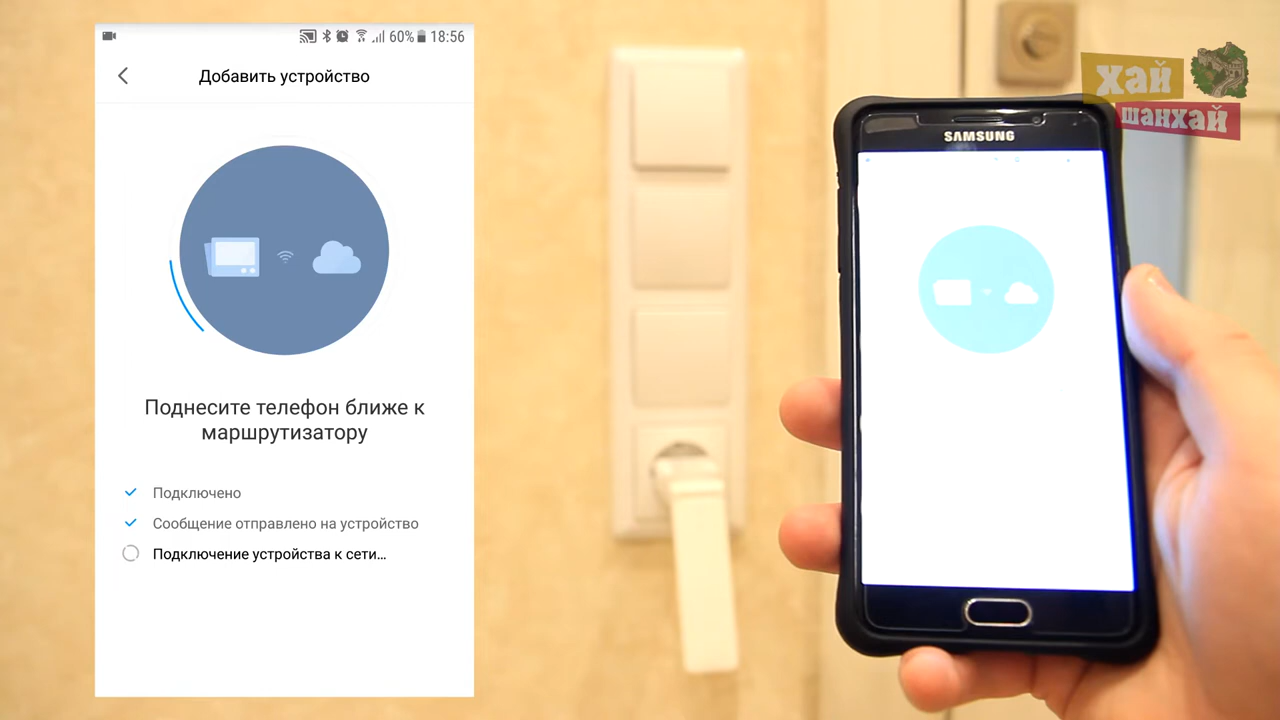 60% 18:56
Добавить устройство
Поднесите телефон ближе к
маршрутизатору
Подключено
Сообщение отправлено на устройство
Подключение устройства к сети...
SAMSUNG
хай
шанхай